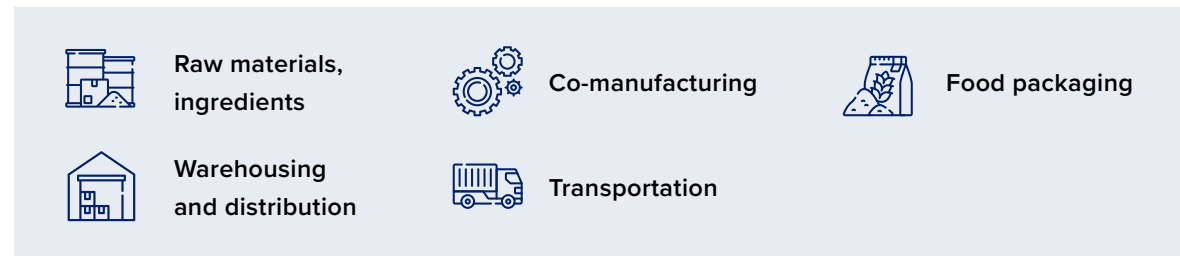 Raw materials,
ingredients
Co-manufacturing
Food packaging
Warehousing
and distribution
Transportation